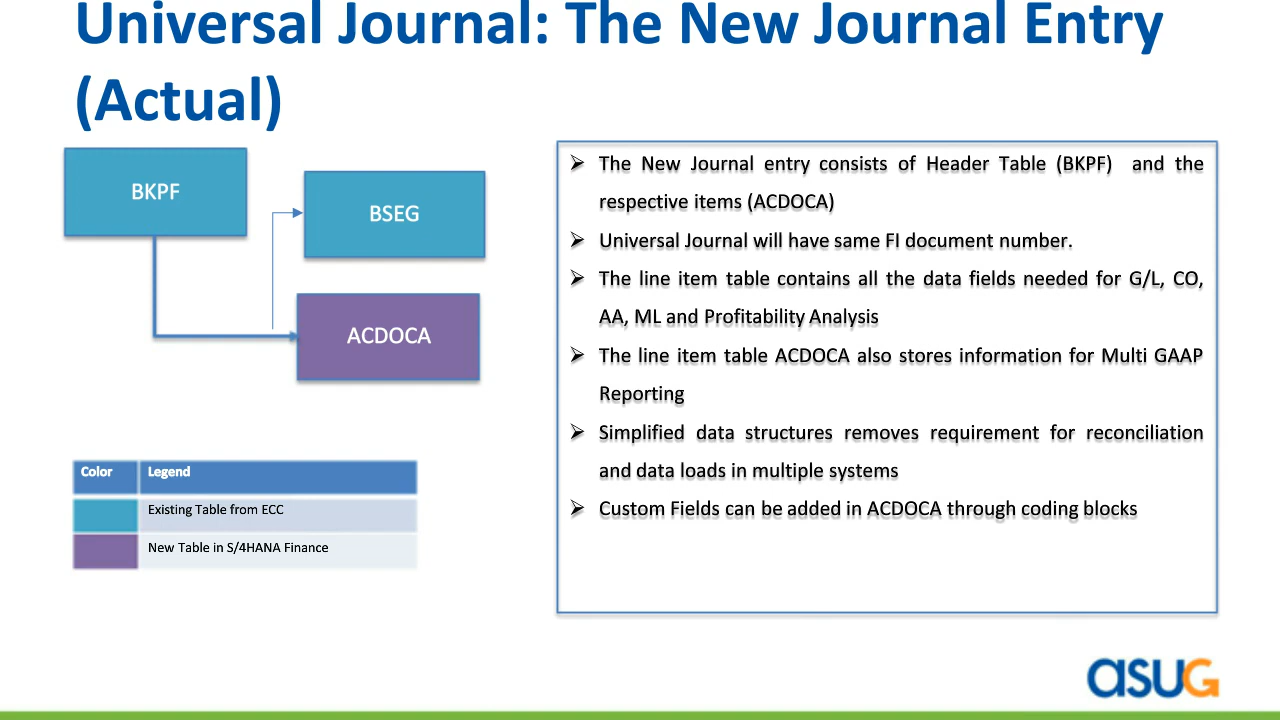 Universal Journal: The New Journal Entry
(Actual)
BKPF
BSEG
ACDOCA
Color Legend
Existing Table from ECC
New Table in S/4HANA Finance
➢ The New Journal entry consists of Header Table (BKPF) and the
respective items (ACDOCA)
➢ Universal Journal will have same FI document number.
➢ The line item table contains all the data fields needed for G/L, CO,
AA, ML and Profitability Analysis
➢ The line item table ACDOCA also stores information for Multi GAAP
Reporting
➢ Simplified data structures removes requirement for reconciliation
and data loads in multiple systems
➢ Custom Fields can be added in ACDOCA through coding blocks
asuG